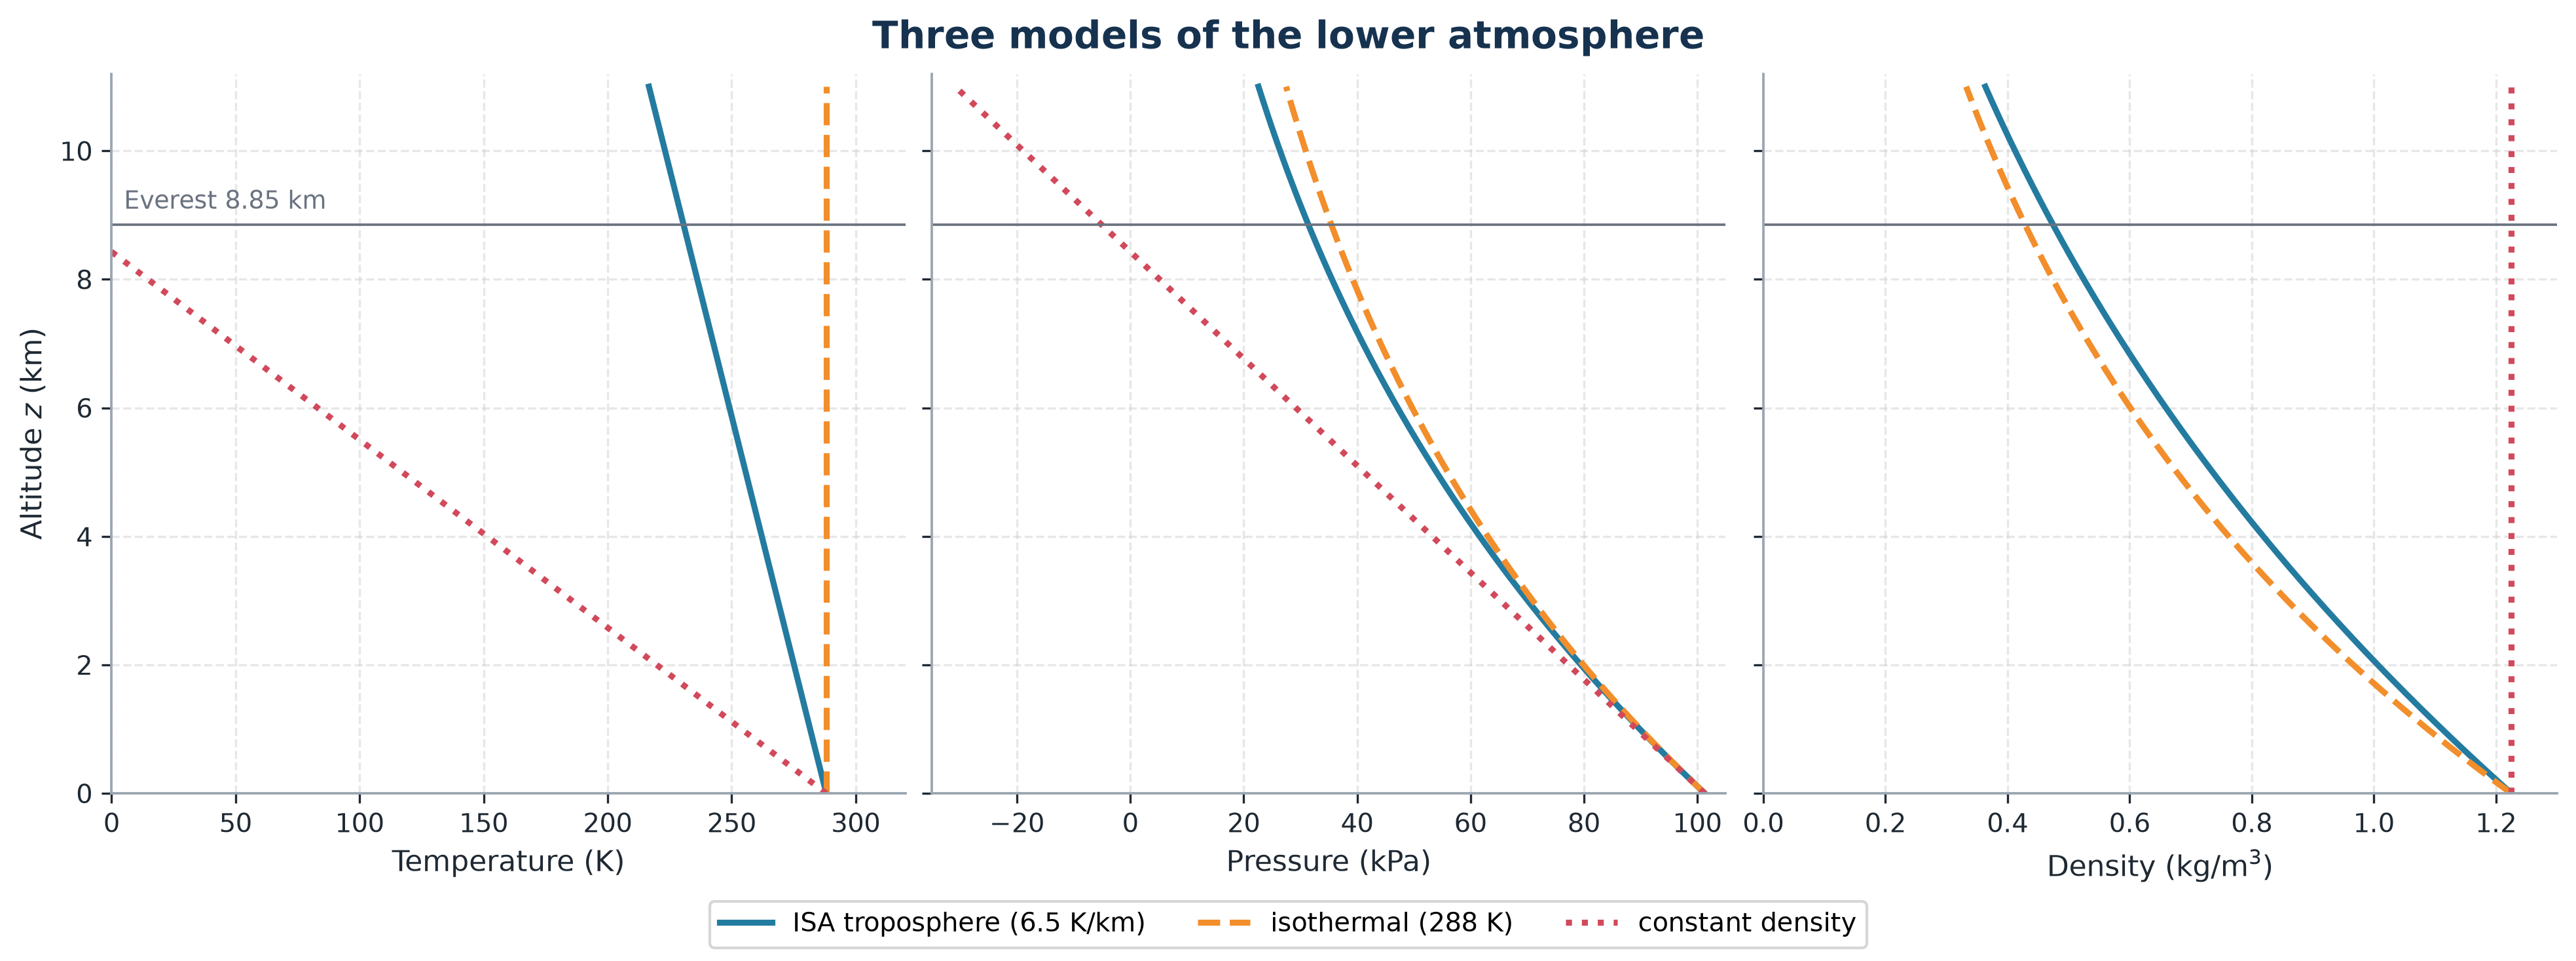 Three models of the lower atmosphere
Altitude z (km)
10
8
6
4
2
0
Everest 8.85 km
0 50 100 150 200 250 300
Temperature (K)
−20 0 20 40 60 80 100
Pressure (kPa)
0.0 0.2 0.4 0.6 0.8 1.0 1.2
Density (kg/m³)
ISA troposphere (6.5 K/km) isothermal (288 K) constant density